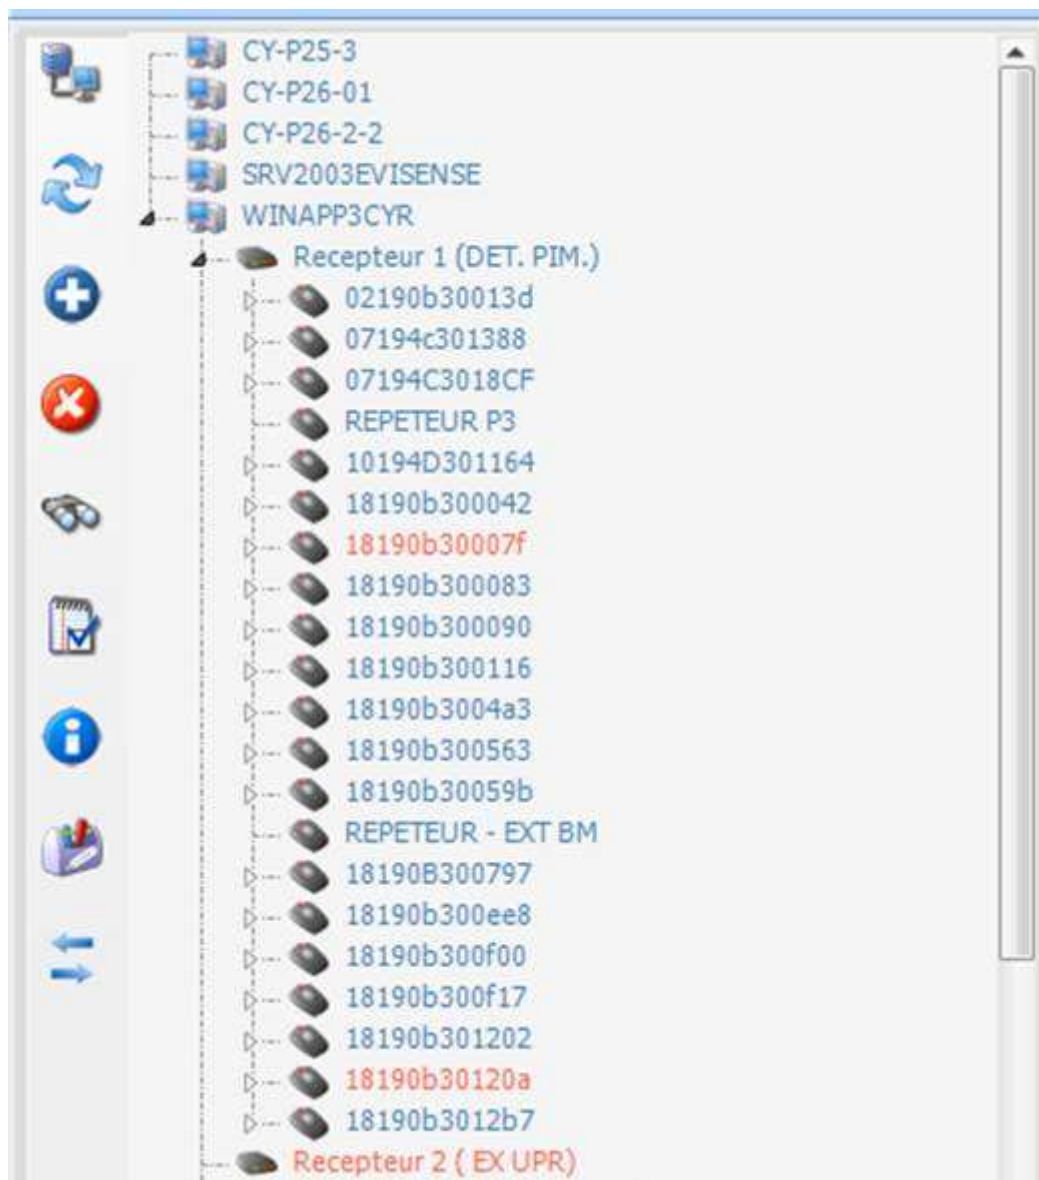 CY-P25-3
CY-P26-01
CY-P26-2-2
SRV2003EVISENSE
WINAPP3CYR
Recepteur 1 (DET. PIM.)
02190b30013d
07194c301388
07194C3018CF
REPETEUR P3
10194D301164
18190b300042
18190b30007f
18190b300083
18190b300090
18190b300116
18190b3004a3
18190b300563
18190b30059b
REPETEUR - EXT BM
18190B300797
18190b300ee8
18190b300f00
18190b300f17
18190b301202
18190b30120a
18190b3012b7
Recepteur 2 ( EX UPR)